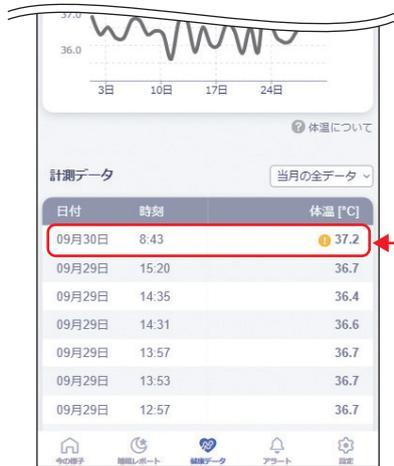 37.0
36.0
3日 10日 17日 24日
? 体温について
計測データ 当月の全データ
日付 時刻 体温 [°C]
09月30日 8:43 ! 37.2
09月29日 15:20 36.7
09月29日 14:35 36.4
09月29日 14:31 36.6
09月29日 13:57 36.7
09月29日 13:53 36.7
09月29日 12:57 36.7
今の様子 睡眠レポート 健康データ アラート 設定